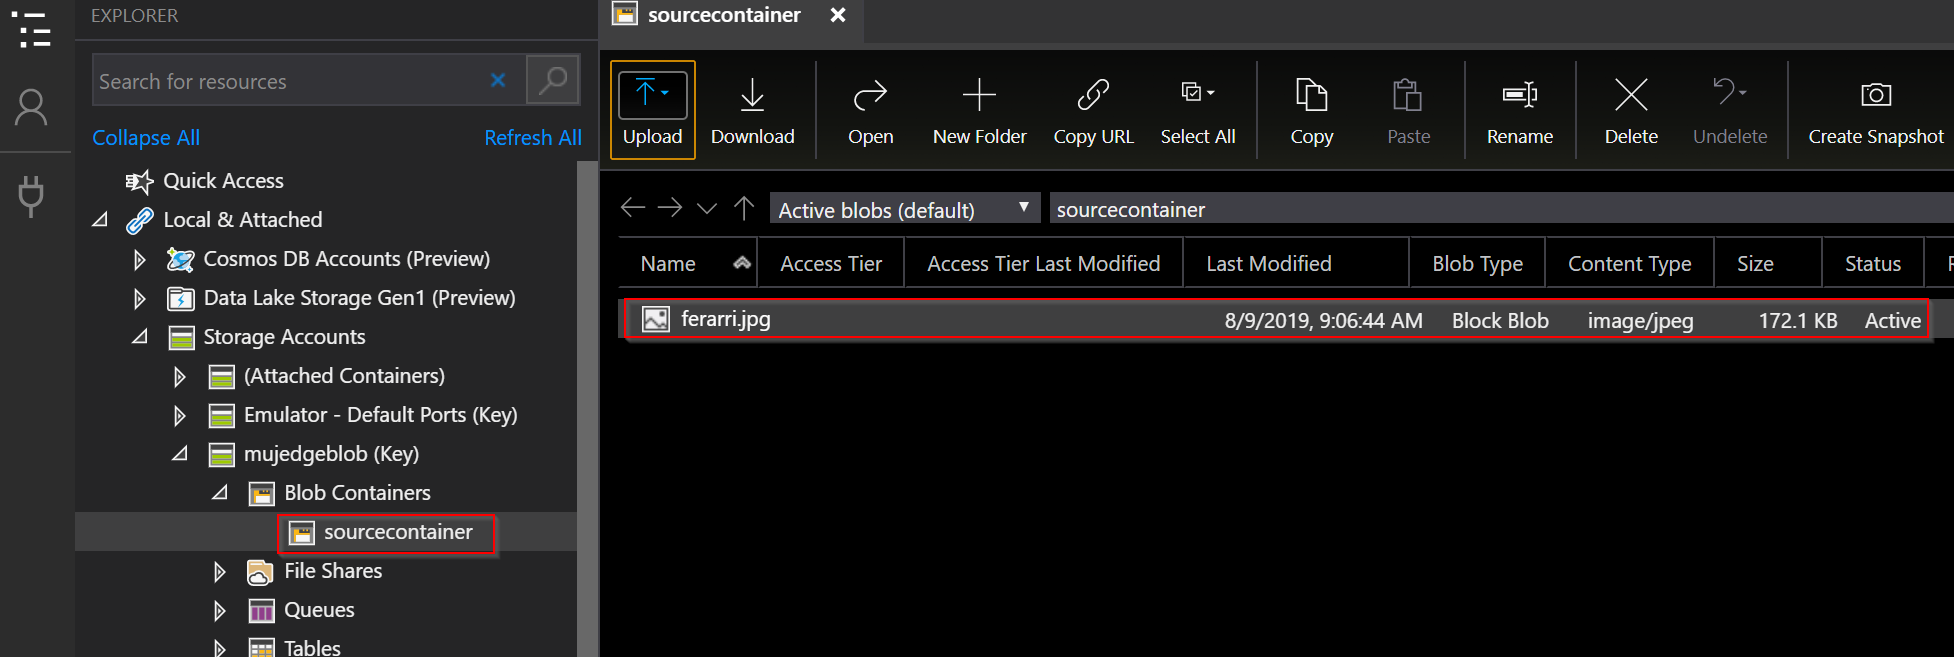 EXPLORER
Search for resources
Collapse All Refresh All
Quick Access
Local & Attached
Cosmos DB Accounts (Preview)
Data Lake Storage Gen1 (Preview)
Storage Accounts
(Attached Containers)
Emulator - Default Ports (Key)
mujedgeblob (Key)
Blob Containers
sourcecontainer
File Shares
Queues
Tables
sourcecontainer
Upload Download Open New Folder Copy URL Select All Copy Paste Rename Delete Undelete Create Snapshot
Active blobs (default) sourcecontainer
Name Access Tier Access Tier Last Modified Last Modified Blob Type Content Type Size Status
ferarri.jpg 8/9/2019, 9:06:44 AM Block Blob image/jpeg 172.1 KB Active